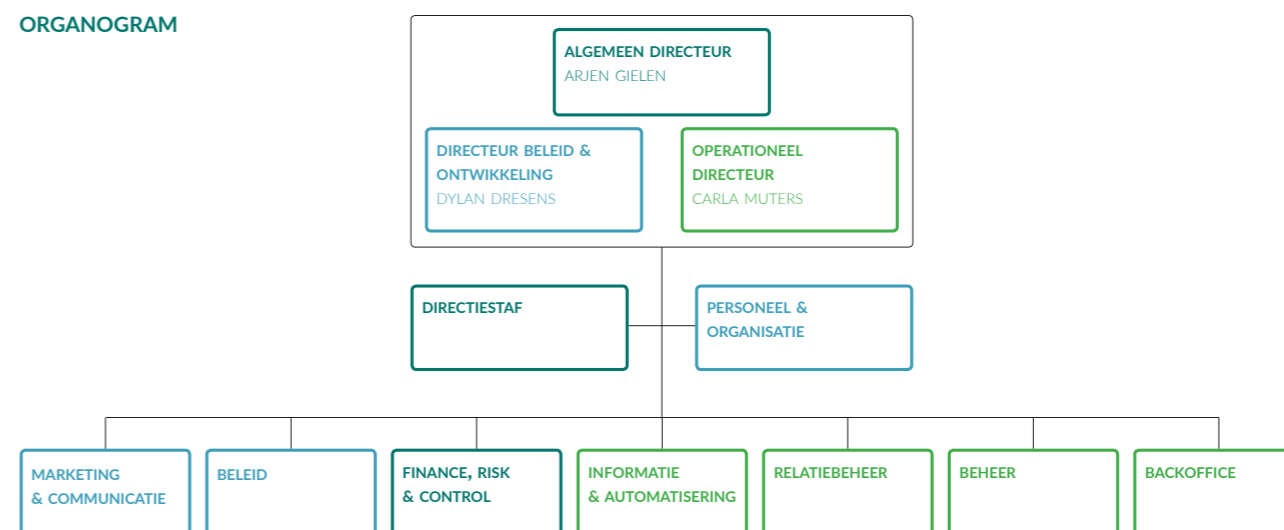 ORGANOGRAM
ALGEMEEN DIRECTEUR
ARJEN GIELEN
DIRECTEUR BELEID &
ONTWIKKELING
DYLAN DRESENS
OPERATIONEEL
DIRECTEUR
CARLA MUTERS
DIRECTIESTAF
PERSONEEL &
ORGANISATIE
MARKETING
& COMMUNICATIE
BELEID
FINANCE, RISK
& CONTROL
INFORMATIE
& AUTOMATISERING
RELATIEBEHEER
BEHEER
BACKOFFICE